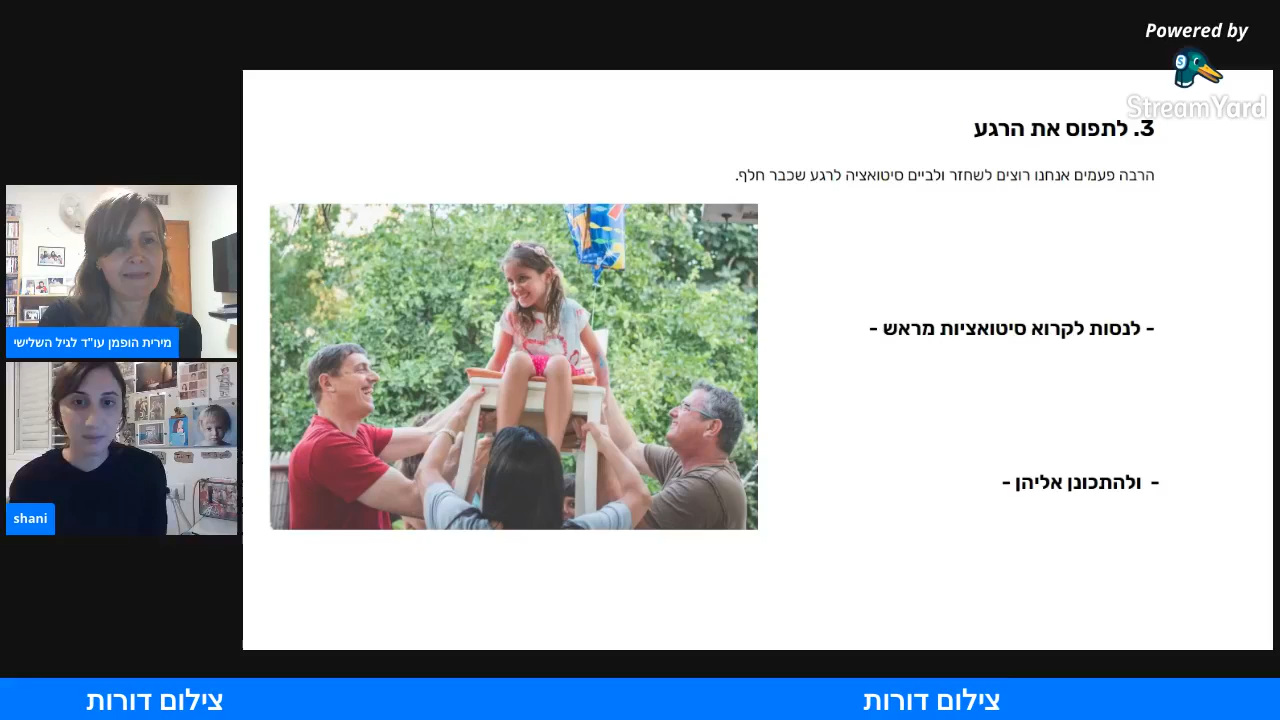 Powered by
StreamYard
3. לתפוס את הרגע
הרבה פעמים אנחנו רוצים לשחזר ולביים סיטואציה לרגע שכבר חלף.
- לנסות לקרוא סיטואציות מראש -
- ולהתכונן אליהן -
מירית הופמן עו"ד לגיל השלישי
shani
צילום דורות
צילום דורות